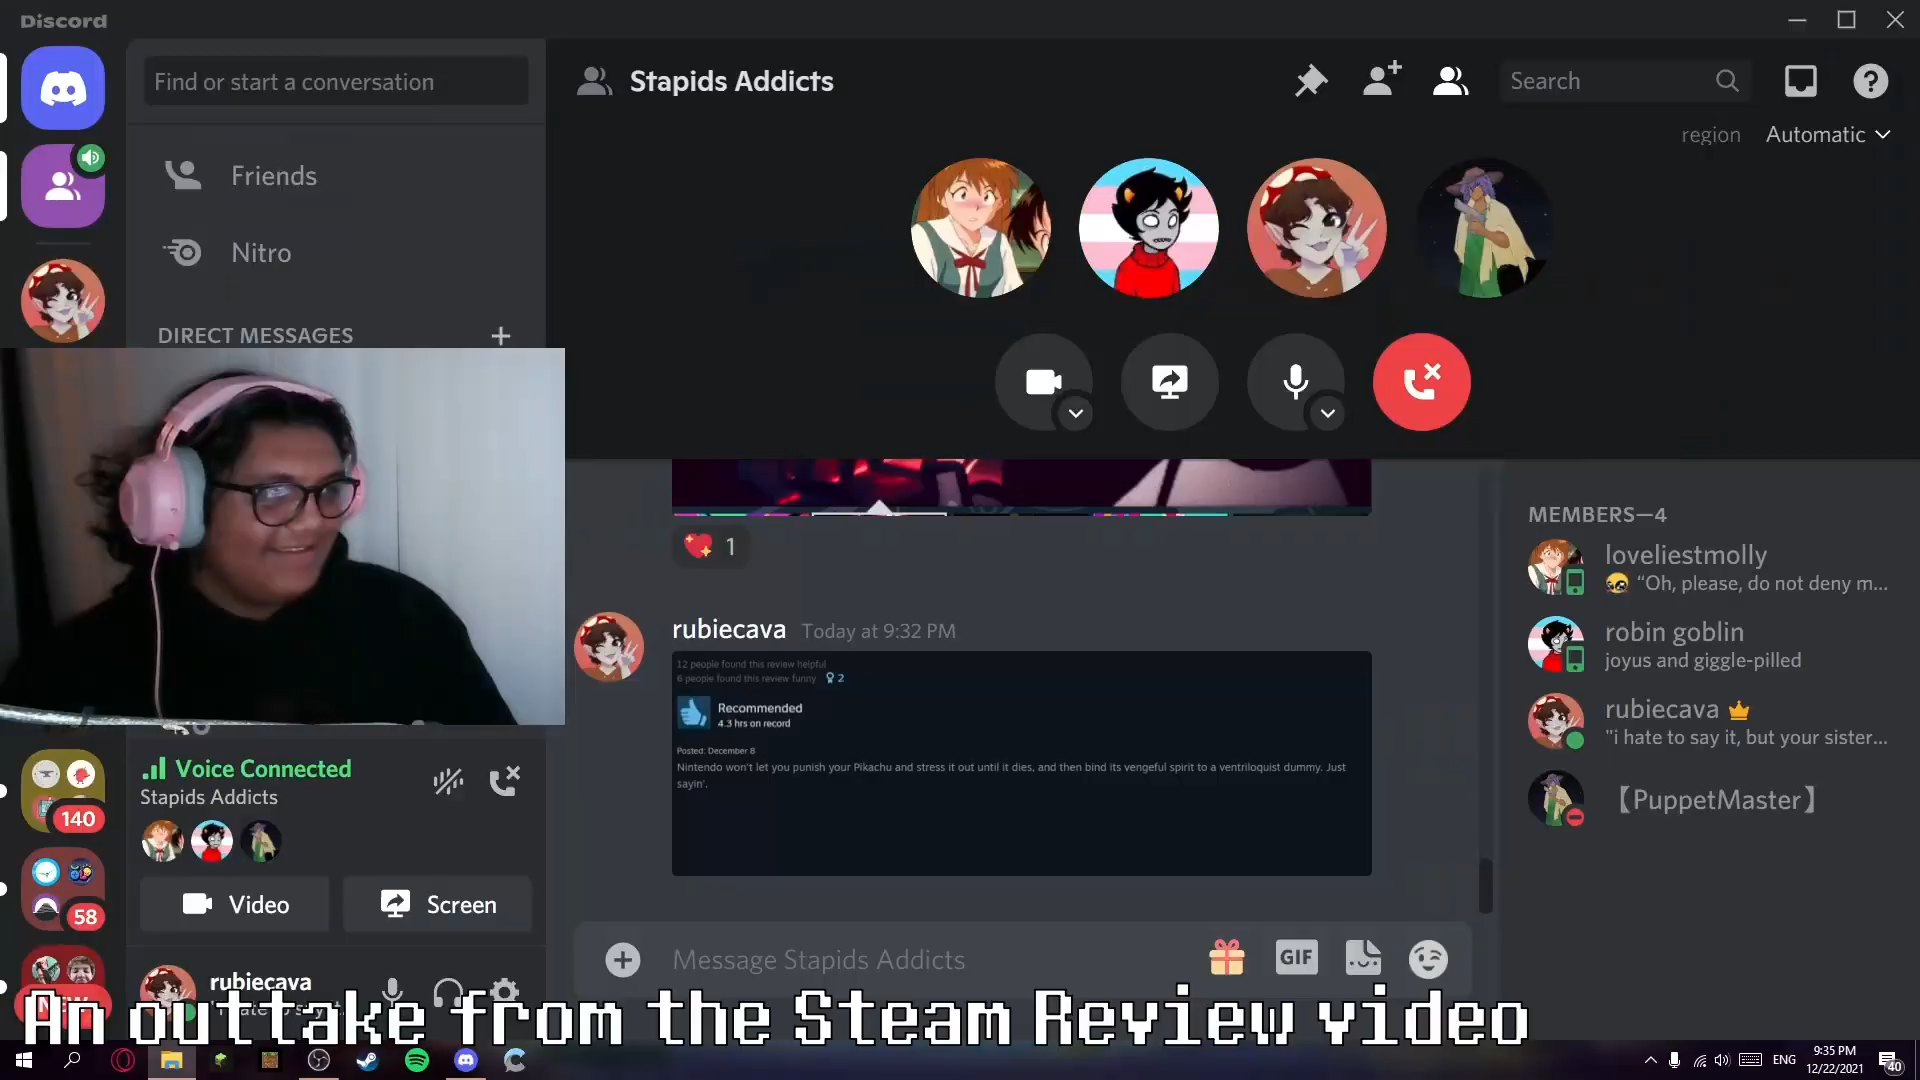 Discord
Find or start a conversation
Stapids Addicts
Search
region Automatic
Friends
Nitro
DIRECT MESSAGES
1
rubiecava Today at 9:32 PM
12 people found this review helpful
6 people found this review funny 2
Recommended
4.3 hrs on record
Posted: December 8
Nintendo won't let you punish your Pikachu and stress it out until it dies, and then bind its vengeful spirit to a ventriloquist dummy. Just
sayin'.
MEMBERS—4
loveliestmolly
"Oh, please, do not deny m...
robin goblin
joyus and giggle-pilled
rubiecava
"i hate to say it, but your sister...
【PuppetMaster】
140
58
Voice Connected
Stapids Addicts
Video
Screen
Message Stapids Addicts
GIF
rubiecava
An outtake from the Steam Review video
ENG
9:35 PM
12/22/2021
40